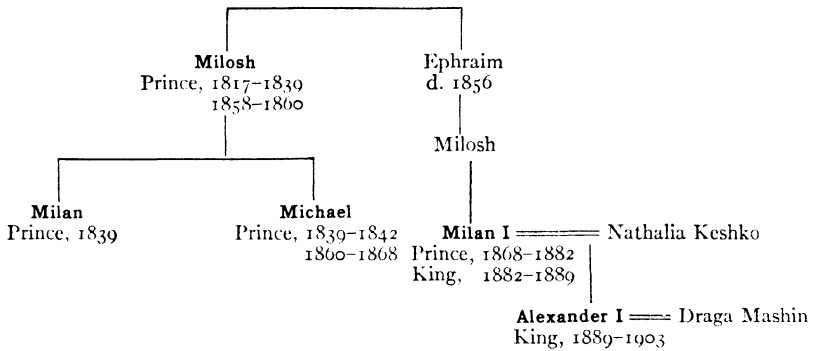 Milosh
Prince, 1817–1839
1858–1860
Ephraim
d. 1856
Milosh
Milan
Prince, 1839
Michael
Prince, 1839–1842
1860–1868
Milan I
Prince, 1868–1882
King, 1882–1889
Nathalia Keshko
Alexander I
King, 1889–1903
Draga Mashin